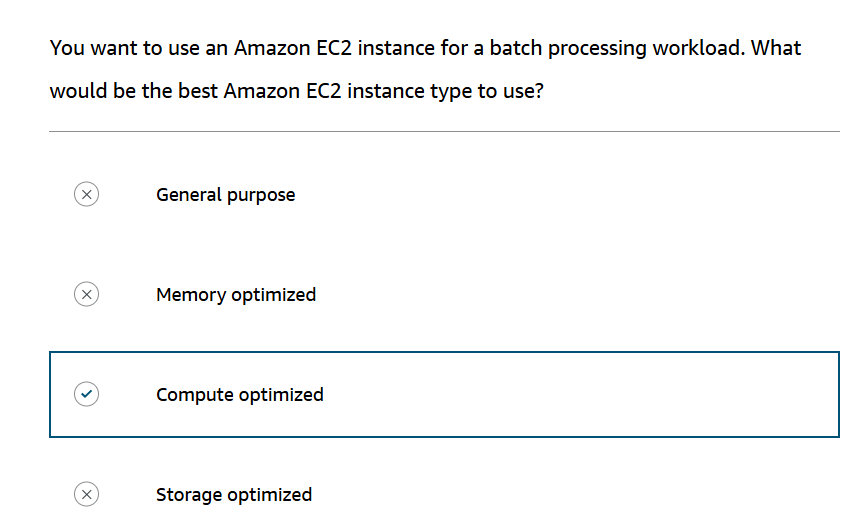 You want to use an Amazon EC2 instance for a batch processing workload. What
would be the best Amazon EC2 instance type to use?
General purpose
Memory optimized
Compute optimized
Storage optimized